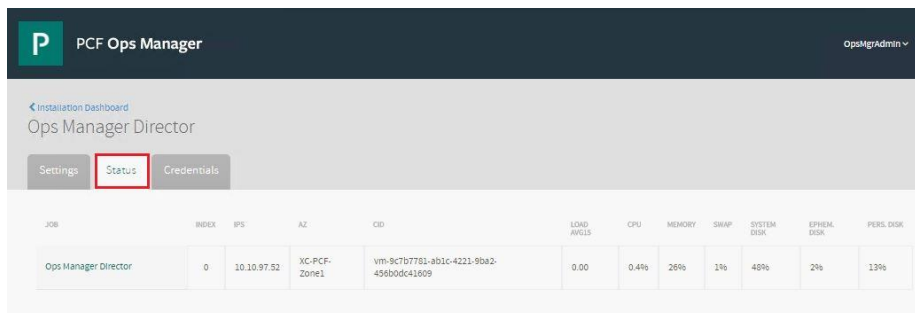 P PCF Ops Manager OpsMgrAdmin
Installation Dashboard
Ops Manager Director
Settings Status Credentials
JOB INDEX IPS AZ CID LOAD AVG15 CPU MEMORY SWAP SYSTEM DISK EPHEM. DISK PERS. DISK
Ops Manager Director 0 10.10.97.52 XC-PCF-Zone1 vm-9c7b7781-ab1c-4221-9ba2-456b0dc41609 0.00 0.4% 26% 1% 48% 2% 13%